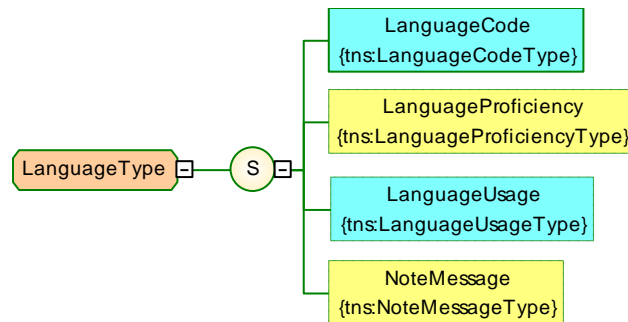 LanguageType
S
LanguageCode
{tns:LanguageCodeType}
LanguageProficiency
{tns:LanguageProficiencyType}
LanguageUsage
{tns:LanguageUsageType}
NoteMessage
{tns:NoteMessageType}